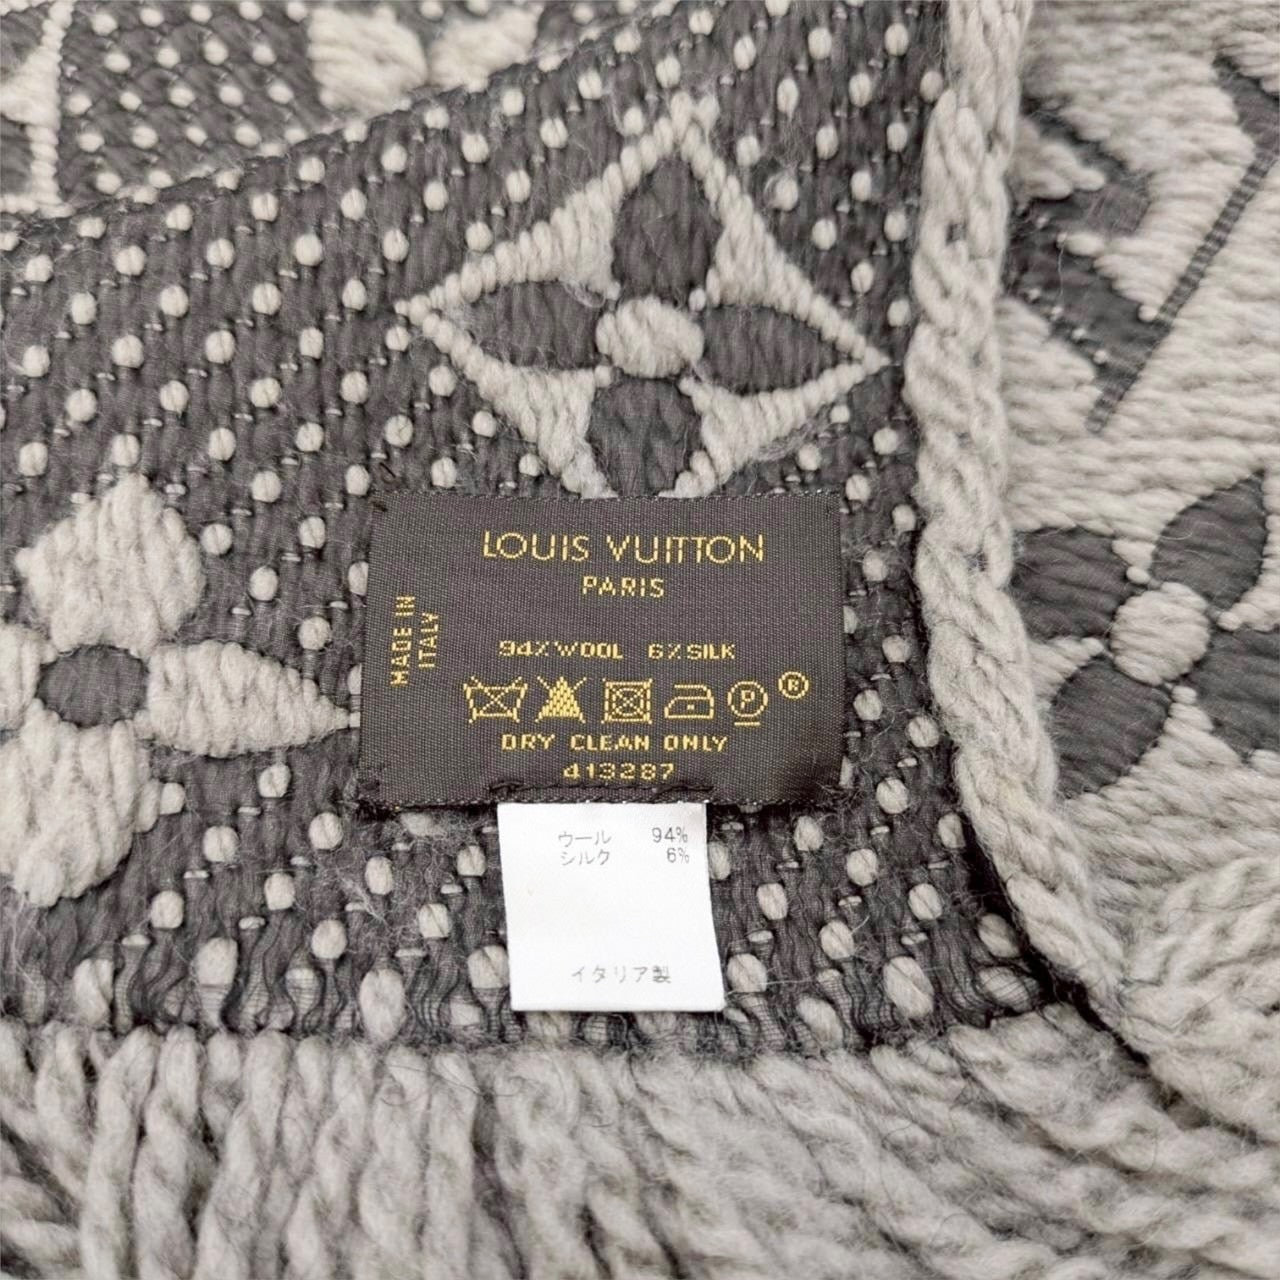 LOUIS VUITTON
PARIS
MADE IN
ITALY
94% WOOL 6% SILK
P ®
DRY CLEAN ONLY
413287
ウール 94%
シルク 6%
イタリア製